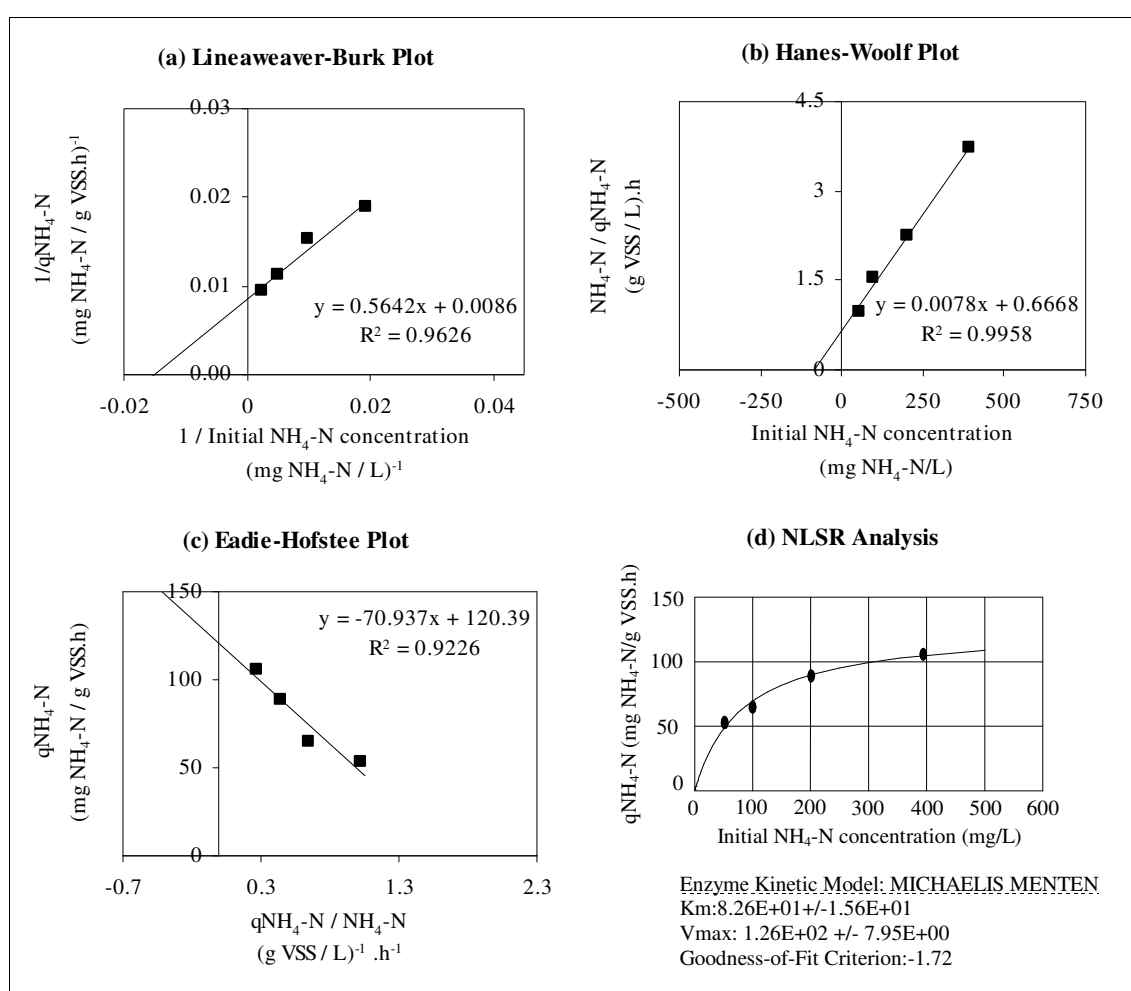 (a) Lineaweaver-Burk Plot
0.03
0.02
0.01
0.00
-0.02 0 0.02 0.04
1/qNH₄-N
(mg NH₄-N / g VSS.h)⁻¹
y = 0.5642x + 0.0086
R² = 0.9626
1 / Initial NH₄-N concentration
(mg NH₄-N / L)⁻¹
(b) Hanes-Woolf Plot
4.5
3
1.5
0
-500 -250 0 250 500 750
NH₄-N / qNH₄-N
(g VSS / L).h
y = 0.0078x + 0.6668
R² = 0.9958
Initial NH₄-N concentration
(mg NH₄-N/L)
(c) Eadie-Hofstee Plot
150
100
50
0
-0.7 0.3 1.3 2.3
qNH₄-N
(mg NH₄-N / g VSS.h)
y = -70.937x + 120.39
R² = 0.9226
qNH₄-N / NH₄-N
(g VSS / L)⁻¹ .h⁻¹
(d) NLSR Analysis
150
100
50
0
0 100 200 300 400 500 600
qNH₄-N (mg NH₄-N/g VSS.h)
Initial NH₄-N concentration (mg/L)
Enzyme Kinetic Model: MICHAELIS MENTEN
Km:8.26E+01+/-1.56E+01
Vmax: 1.26E+02 +/- 7.95E+00
Goodness-of-Fit Criterion:-1.72